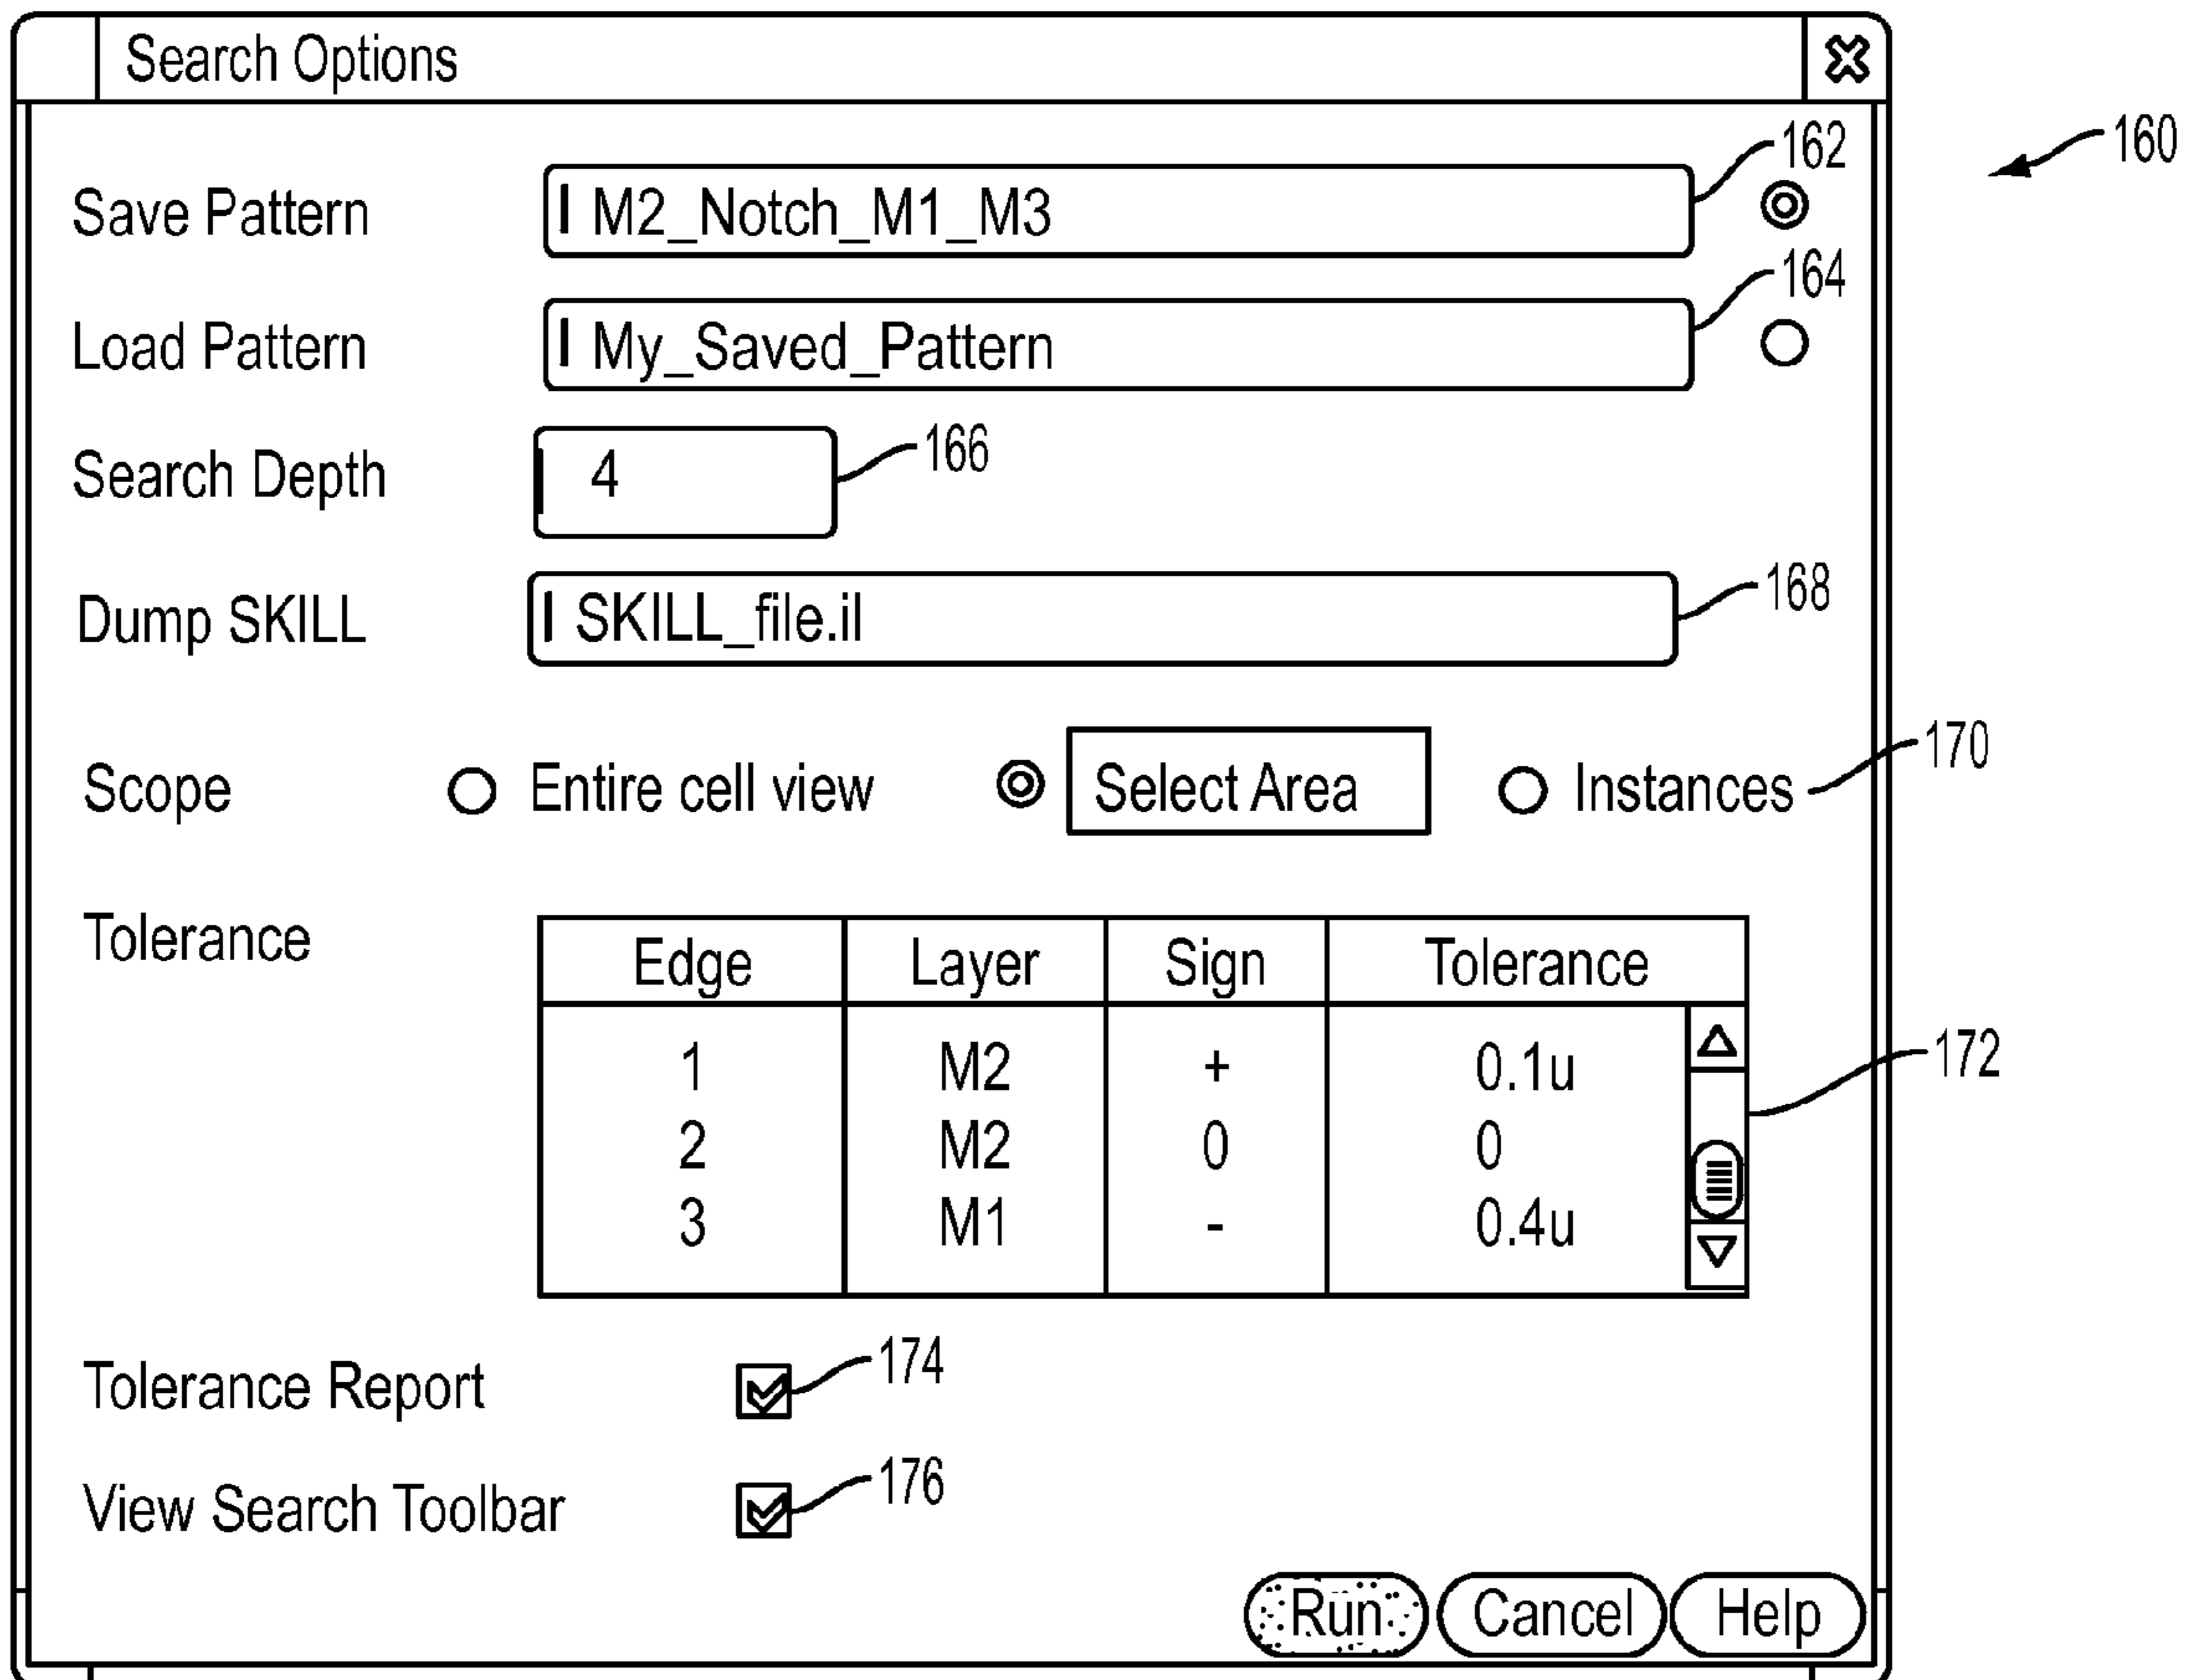 Search Options
160
162
Save Pattern M2_Notch_M1_M3
164
Load Pattern My_Saved_Pattern
Search Depth 4 166
Dump SKILL SKILL_file.il 168
Scope Entire cell view Select Area Instances 170
Tolerance
Edge Layer Sign Tolerance
1 M2 + 0.1u
172
2 M2 0 0
3 M1 - 0.4u
Tolerance Report 174
View Search Toolbar 176
Run Cancel Help